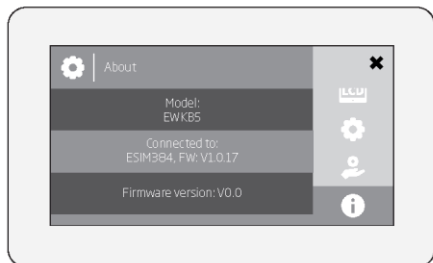 About
LCD
Model:
EWKB5
Connected to:
ESIM384, FW: V1.0.17
Firmware version: V0.0